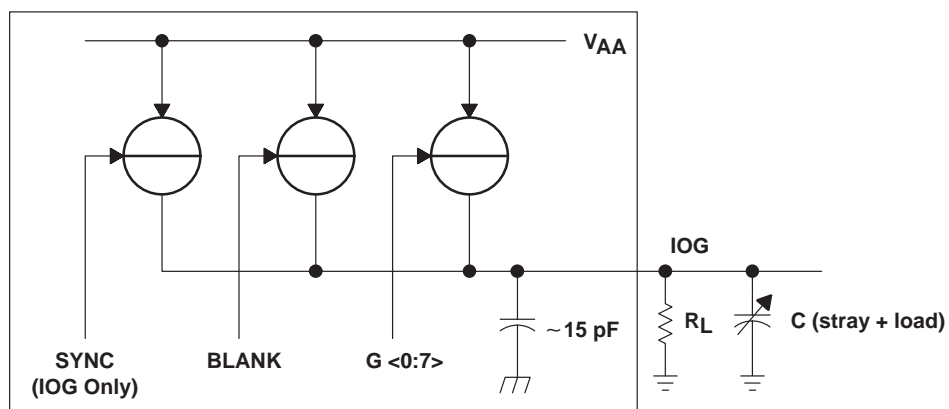 VAA
IOG
~15 pF
RL
C (stray + load)
SYNC
(IOG Only)
BLANK
G <0:7>